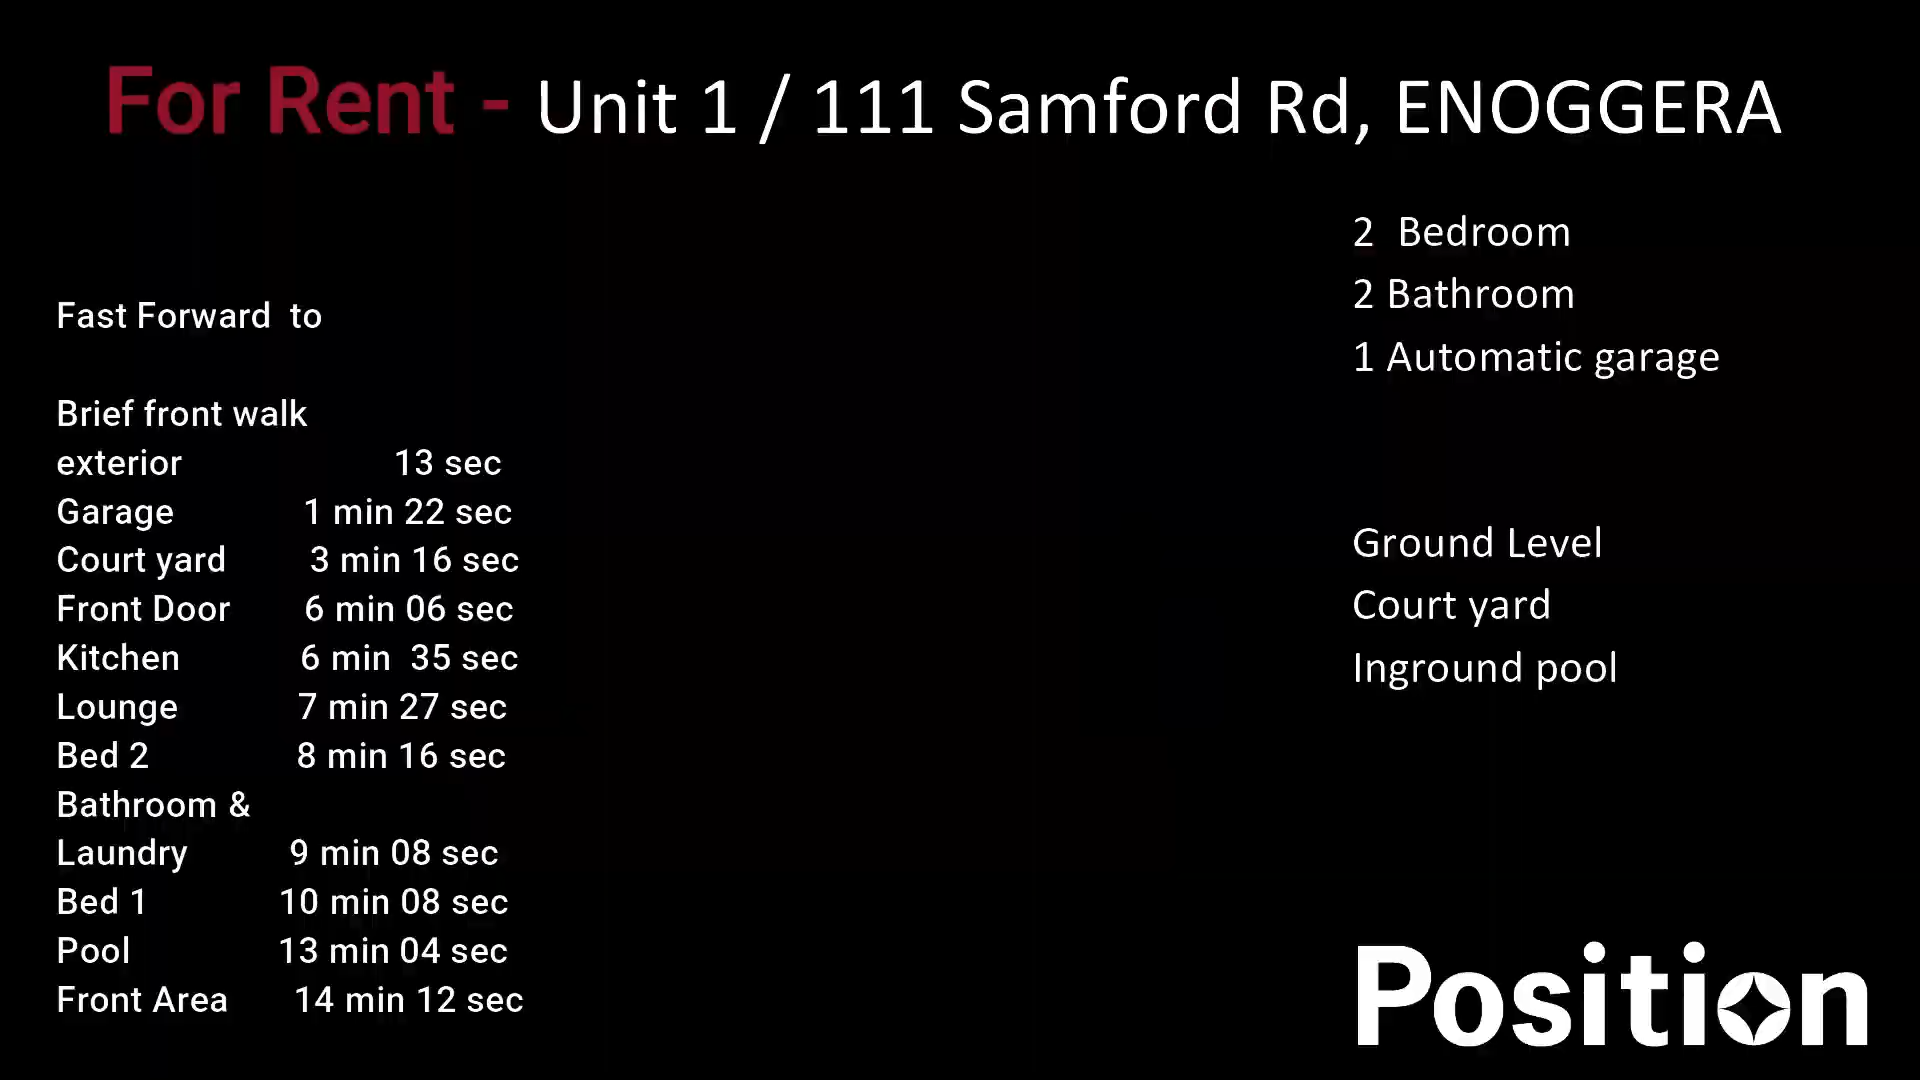 For Rent - Unit 1 / 111 Samford Rd, ENOGGERA
2 Bedroom
2 Bathroom
1 Automatic garage
Fast Forward to
Brief front walk
exterior 13 sec
Garage 1 min 22 sec
Court yard 3 min 16 sec
Front Door 6 min 06 sec
Kitchen 6 min 35 sec
Lounge 7 min 27 sec
Bed 2 8 min 16 sec
Bathroom &
Laundry 9 min 08 sec
Bed 1 10 min 08 sec
Pool 13 min 04 sec
Front Area 14 min 12 sec
Ground Level
Court yard
Inground pool
Position